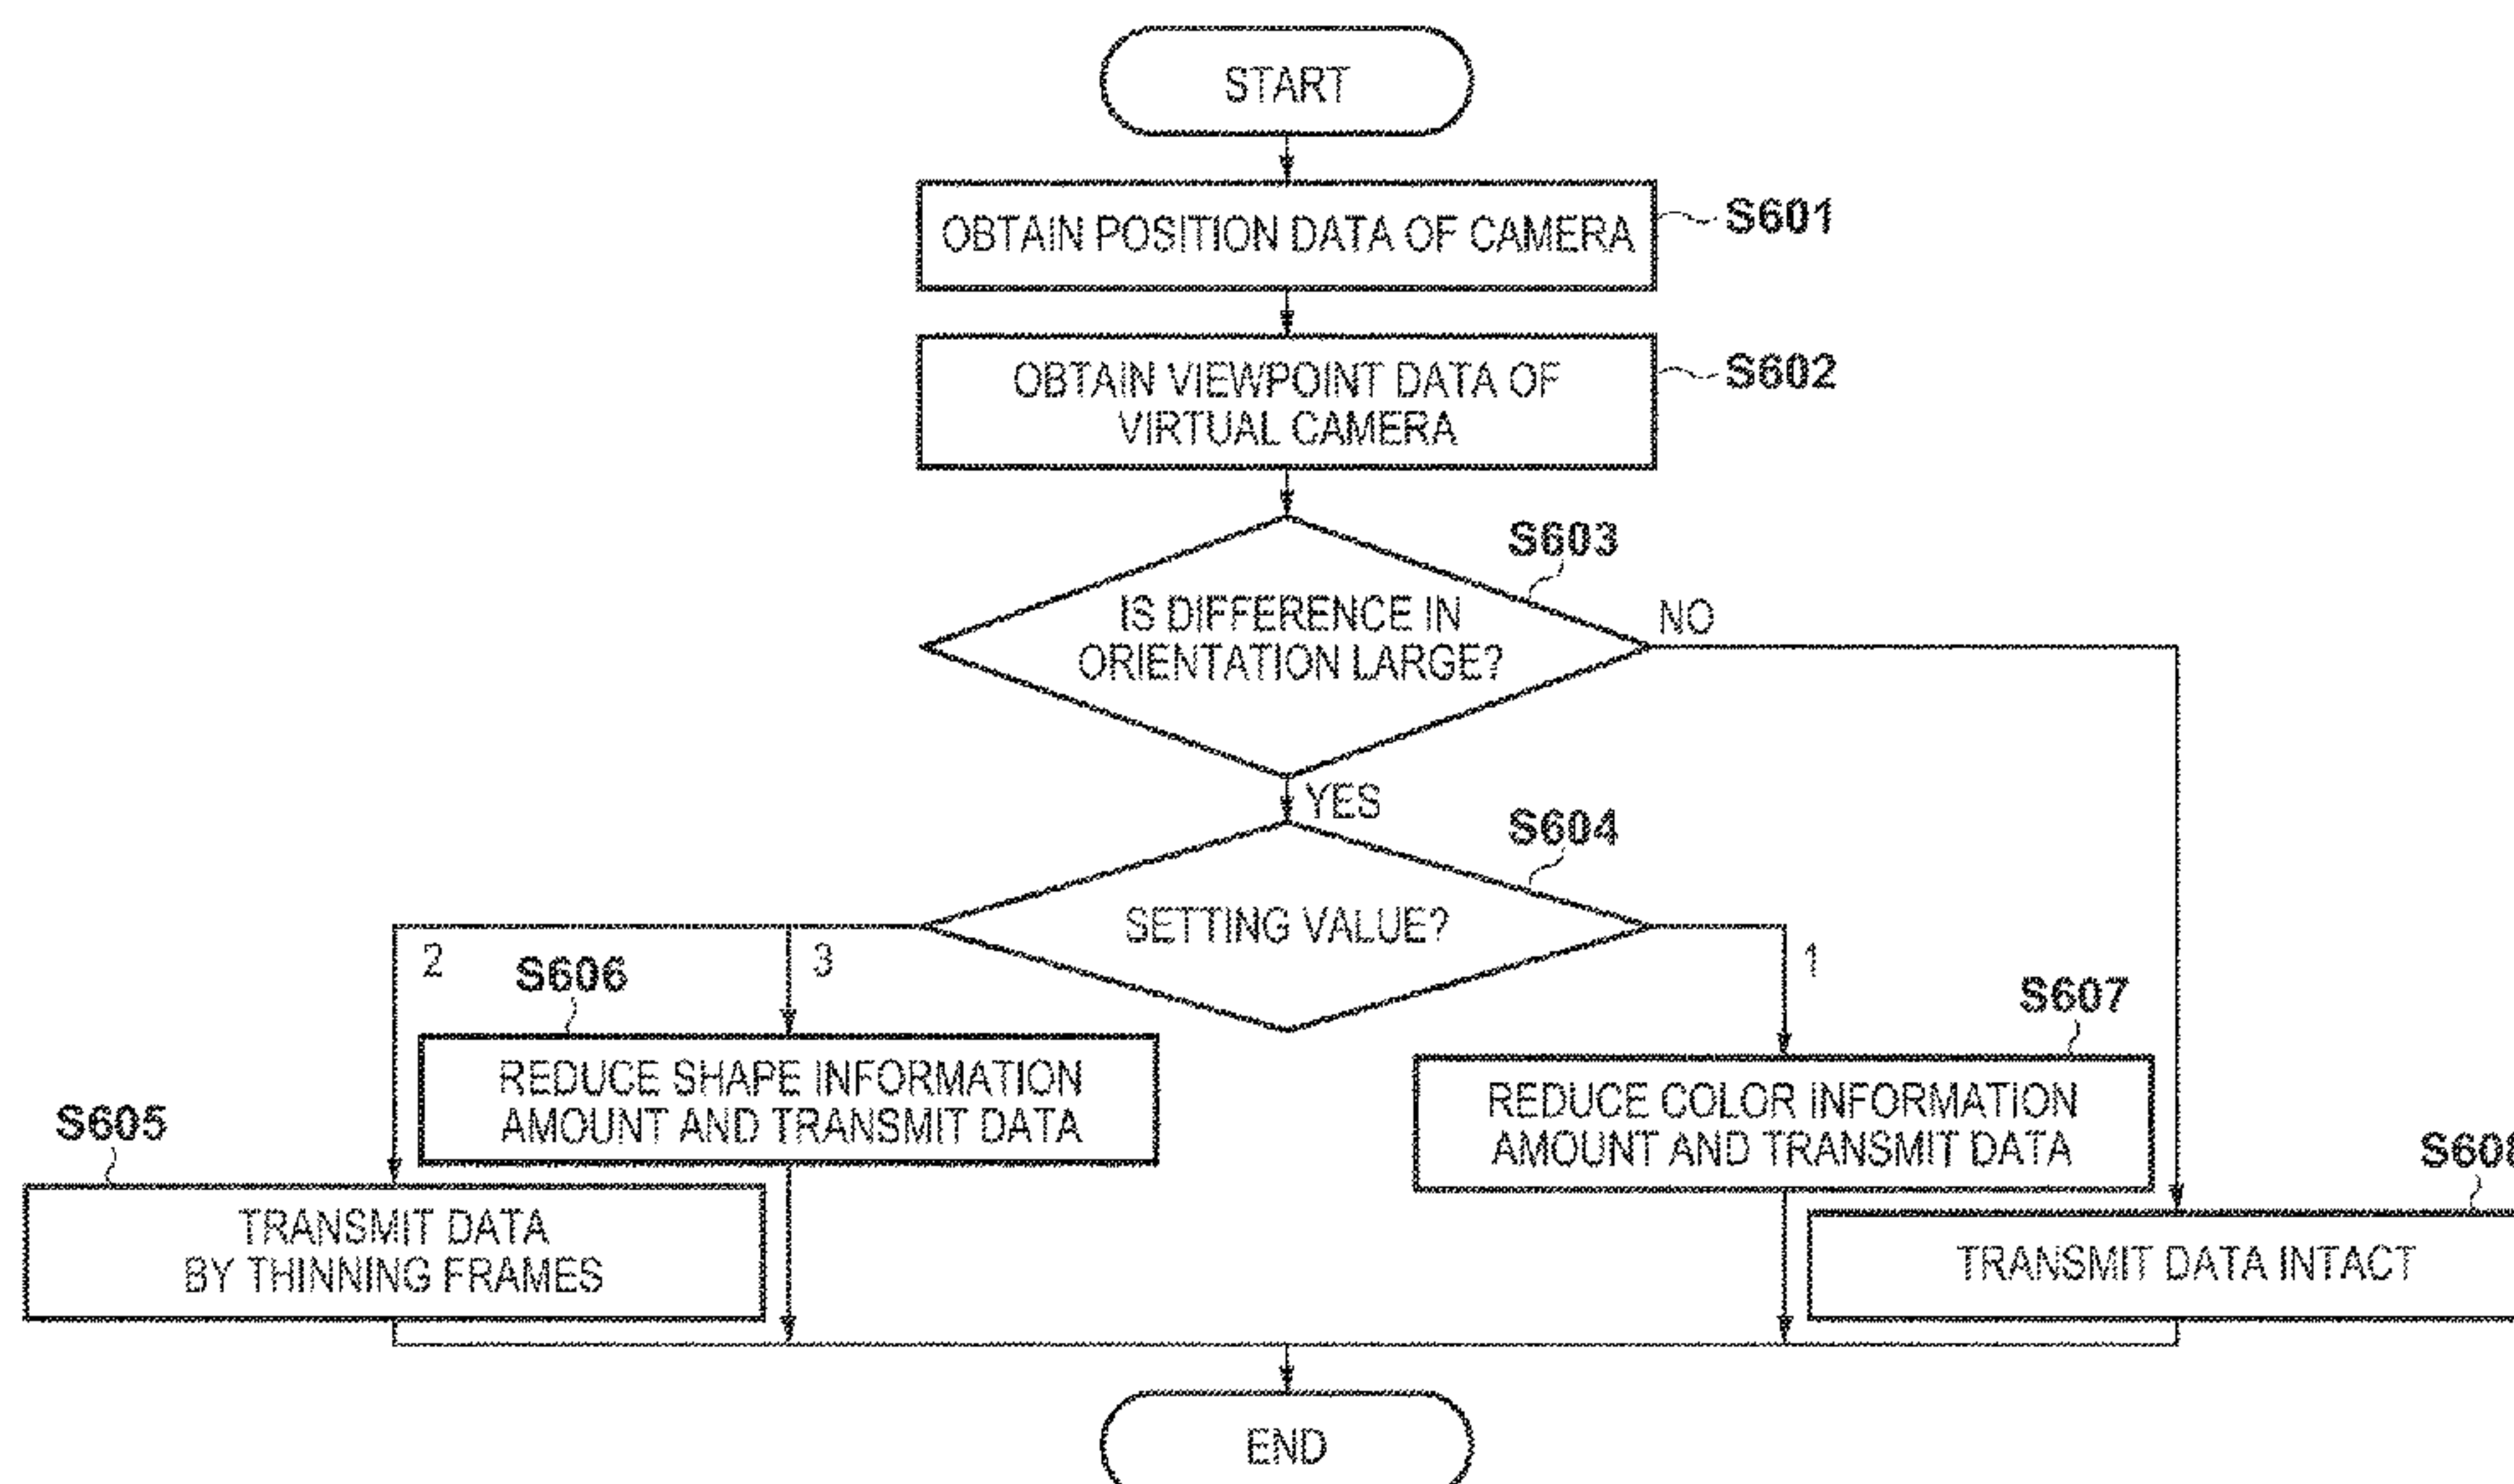 START
OBTAIN POSITION DATA OF CAMERA
S601
OBTAIN VIEWPOINT DATA OF
VIRTUAL CAMERA
S602
S603
IS DIFFERENCE IN
ORIENTATION LARGE?
NO
YES
S604
SETTING VALUE?
2
3
1
S606
REDUCE SHAPE INFORMATION
AMOUNT AND TRANSMIT DATA
S607
REDUCE COLOR INFORMATION
AMOUNT AND TRANSMIT DATA
S605
TRANSMIT DATA
BY THINNING FRAMES
S608
TRANSMIT DATA INTACT
END